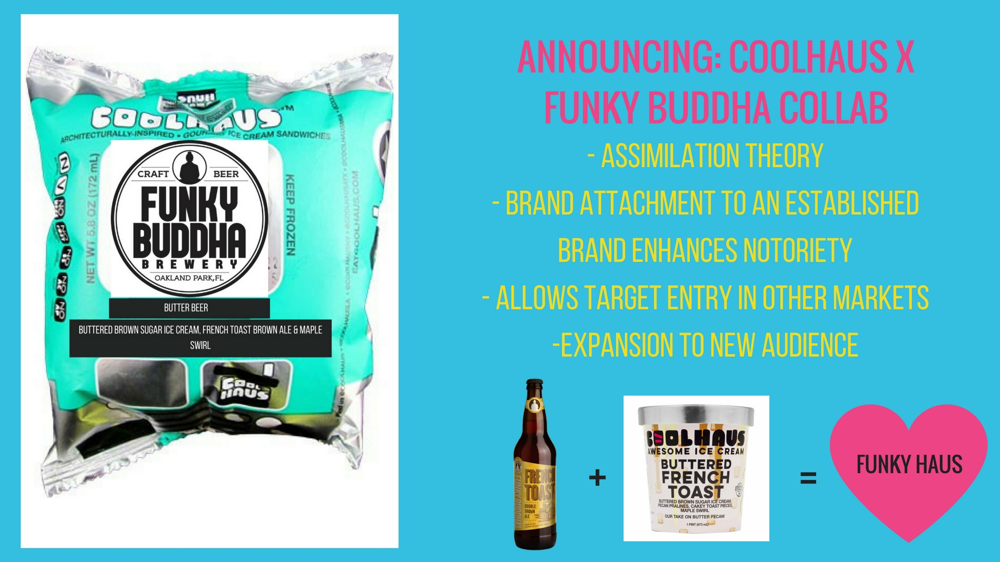 COOLHAUS™
ARCHITECTURALLY-INSPIRED • GOURMET ICE CREAM SANDWICHES
NET WT 5.8 OZ (172 mL)
KEEP FROZEN
EATCOOLHAUS.COM
CRAFT BEER
FUNKY
BUDDHA
BREWERY
OAKLAND PARK, FL
BUTTER BEER
BUTTERED BROWN SUGAR ICE CREAM, FRENCH TOAST BROWN ALE & MAPLE
SWIRL
COOL
HAUS
ANNOUNCING: COOLHAUS X
FUNKY BUDDHA COLLAB
- ASSIMILATION THEORY
- BRAND ATTACHMENT TO AN ESTABLISHED
BRAND ENHANCES NOTORIETY
- ALLOWS TARGET ENTRY IN OTHER MARKETS
-EXPANSION TO NEW AUDIENCE
FUNKY BUDDHA
FRENCH
TOAST
DOUBLE
BROWN
ALE
+
COOLHAUS
AWESOME ICE CREAM
BUTTERED
FRENCH
TOAST
BUTTERED BROWN SUGAR ICE CREAM,
PECAN PRALINES, CAKEY TOAST PIECES,
MAPLE SWIRL
OUR TAKE ON BUTTER PECAN!
1 PINT (473 mL)
=
FUNKY HAUS